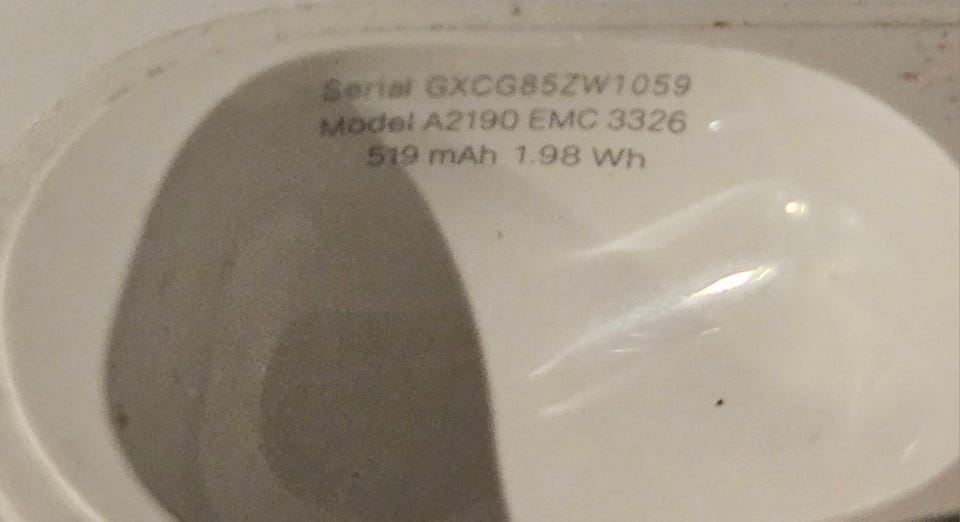 Serial GXCG85ZW1059
Model A2190 EMC 3326
519 mAh 1.98 Wh